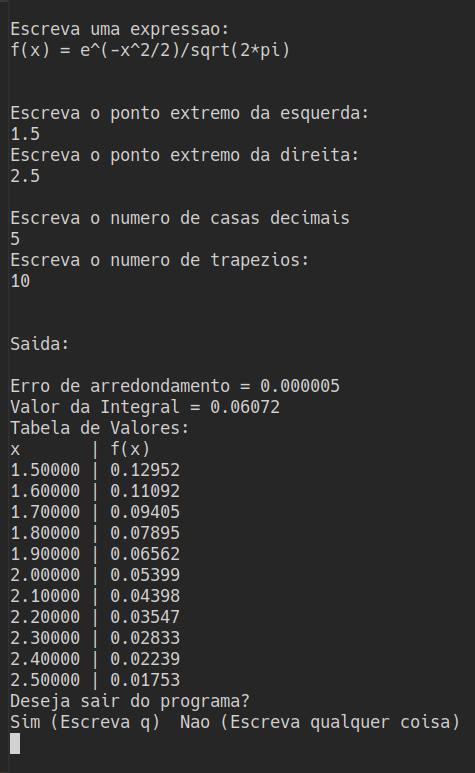 Escreva uma expressao:
f(x) = e^(-x^2/2)/sqrt(2*pi)
Escreva o ponto extremo da esquerda:
1.5
Escreva o ponto extremo da direita:
2.5
Escreva o numero de casas decimais
5
Escreva o numero de trapezios:
10
Saida:
Erro de arredondamento = 0.000005
Valor da Integral = 0.06072
Tabela de Valores:
x       | f(x)
1.50000 | 0.12952
1.60000 | 0.11092
1.70000 | 0.09405
1.80000 | 0.07895
1.90000 | 0.06562
2.00000 | 0.05399
2.10000 | 0.04398
2.20000 | 0.03547
2.30000 | 0.02833
2.40000 | 0.02239
2.50000 | 0.01753
Deseja sair do programa?
Sim (Escreva q)  Nao (Escreva qualquer coisa)